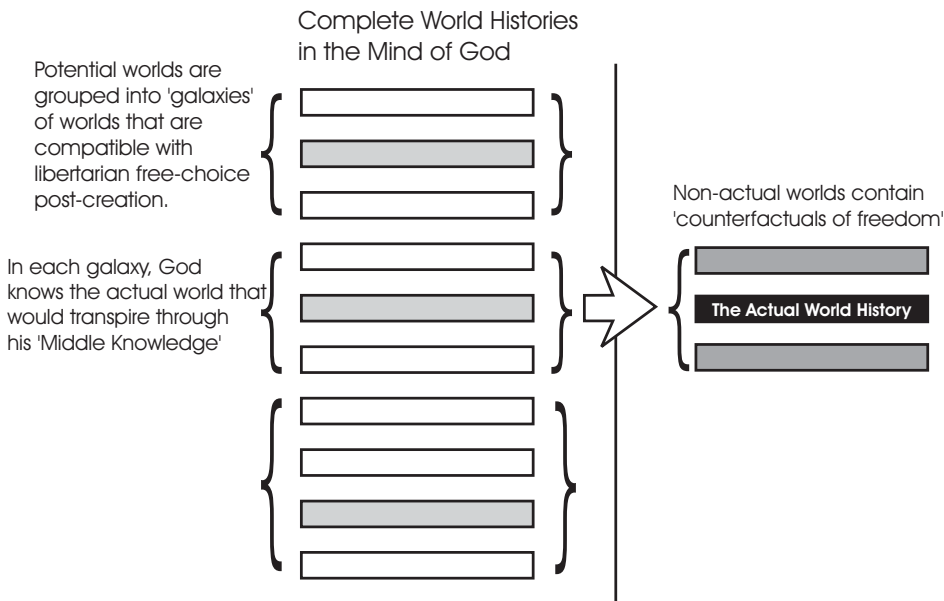 Complete World Histories
in the Mind of God
Potential worlds are
grouped into 'galaxies'
of worlds that are
compatible with
libertarian free-choice
post-creation.
In each galaxy, God
knows the actual world that
would transpire through
his 'Middle Knowledge'
Non-actual worlds contain
'counterfactuals of freedom'
The Actual World History